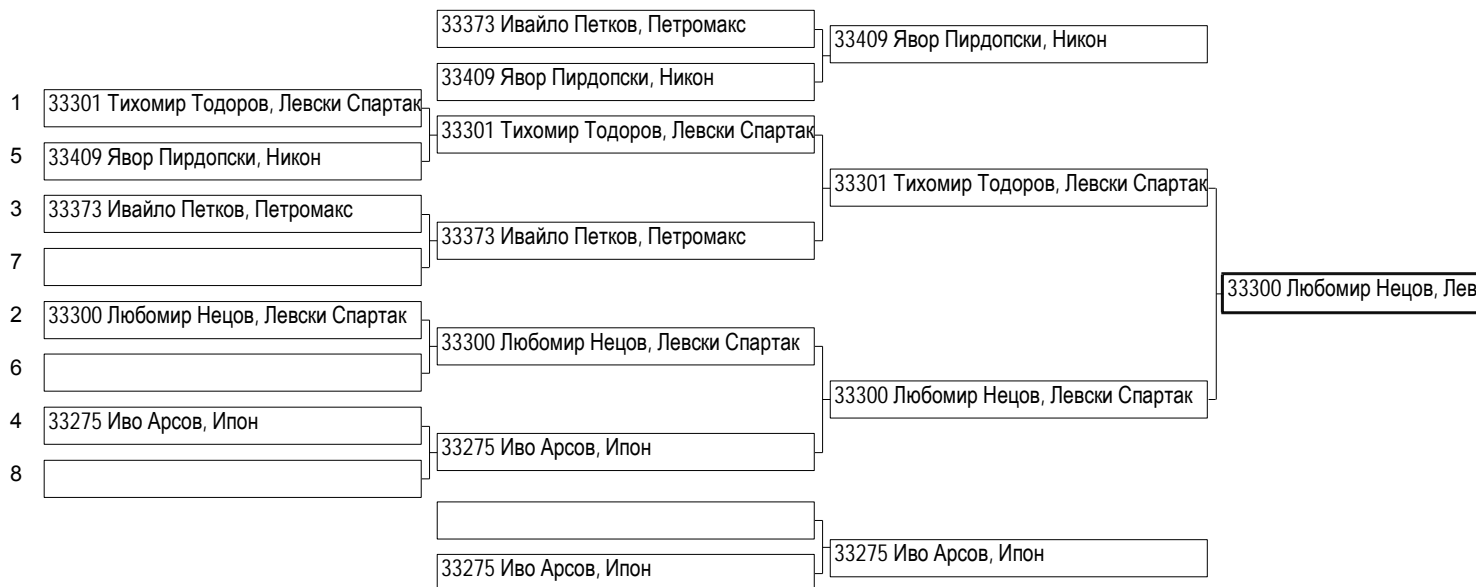 33373 Ивайло Петков, Петромакс
33409 Явор Пирдопски, Никон
33409 Явор Пирдопски, Никон
1 33301 Тихомир Тодоров, Левски Спартак
33301 Тихомир Тодоров, Левски Спартак
5 33409 Явор Пирдопски, Никон
33301 Тихомир Тодоров, Левски Спартак
3 33373 Ивайло Петков, Петромакс
33373 Ивайло Петков, Петромакс
7
33300 Любомир Нецов, Лев
2 33300 Любомир Нецов, Левски Спартак
33300 Любомир Нецов, Левски Спартак
6
33300 Любомир Нецов, Левски Спартак
4 33275 Иво Арсов, Ипон
33275 Иво Арсов, Ипон
8
33275 Иво Арсов, Ипон
33275 Иво Арсов, Ипон